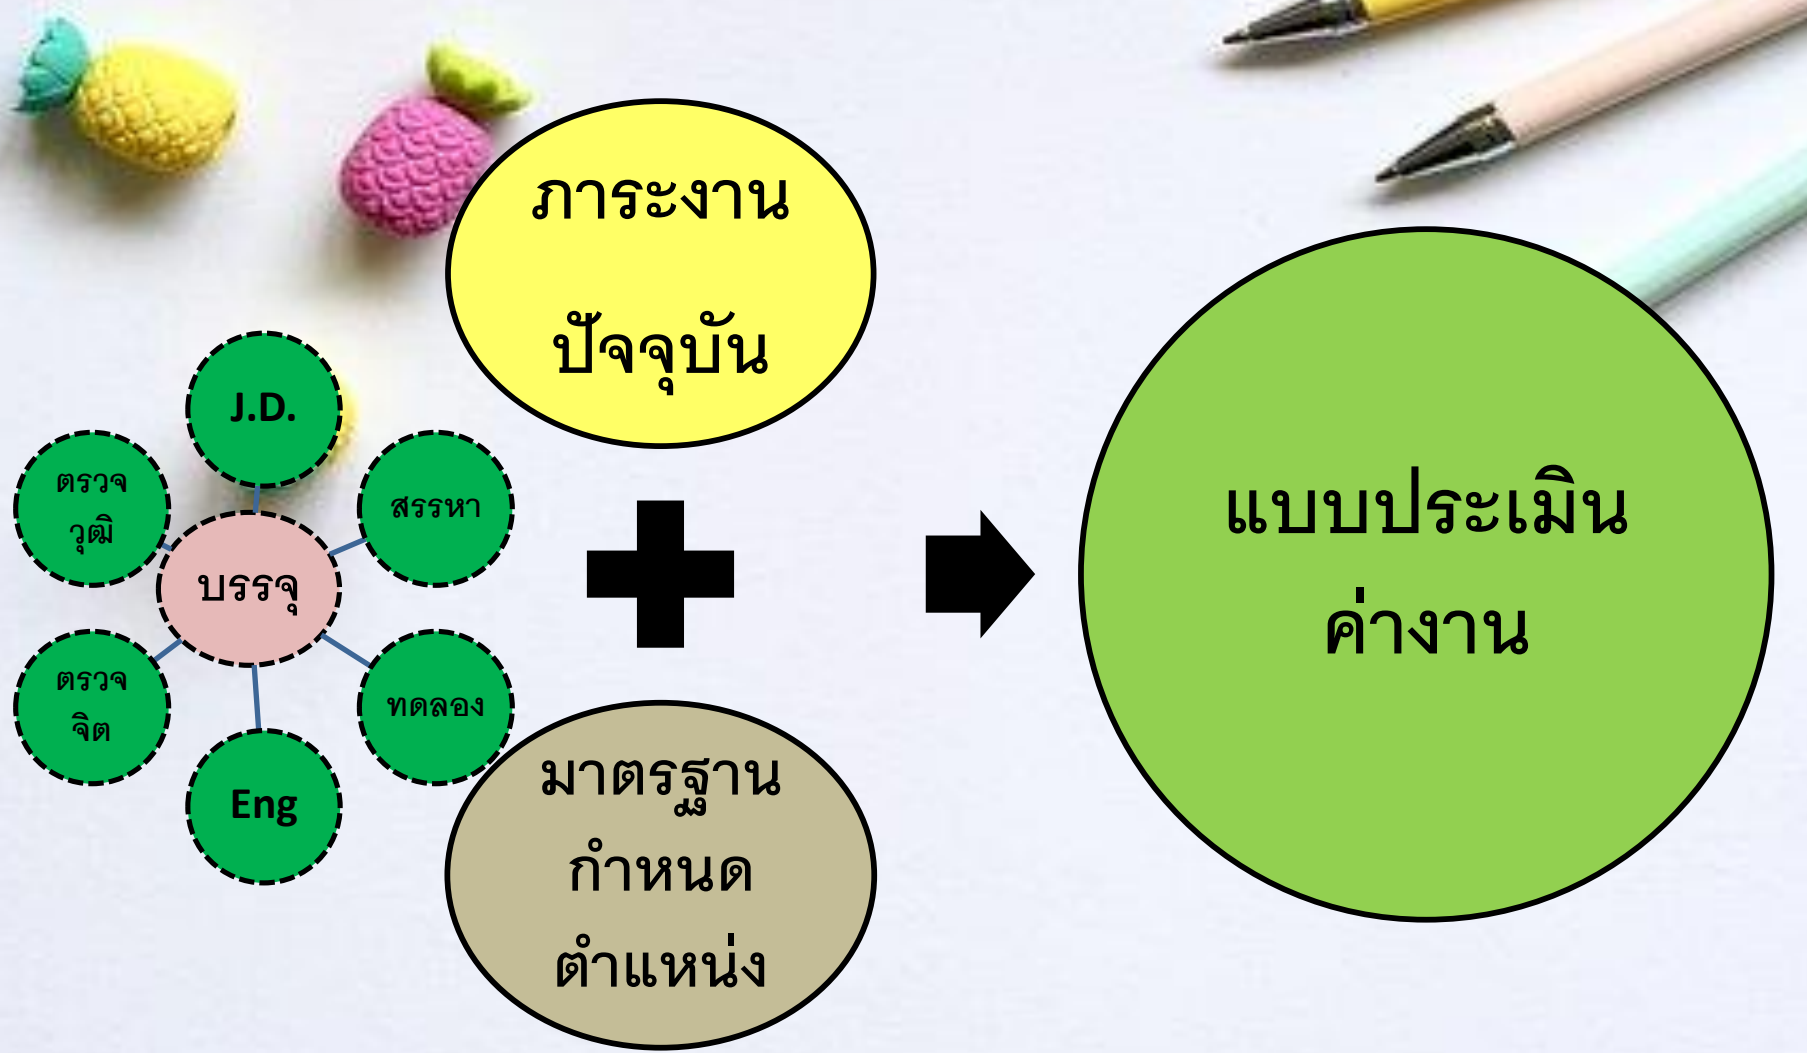 ภาระงาน
ปัจจุบัน
J.D.
ตรวจ
วุฒิ
สรรหา
บรรจุ
ตรวจ
จิต
ทดลอง
Eng
มาตรฐาน
กำหนด
ตำแหน่ง
แบบประเมิน
ค่างาน